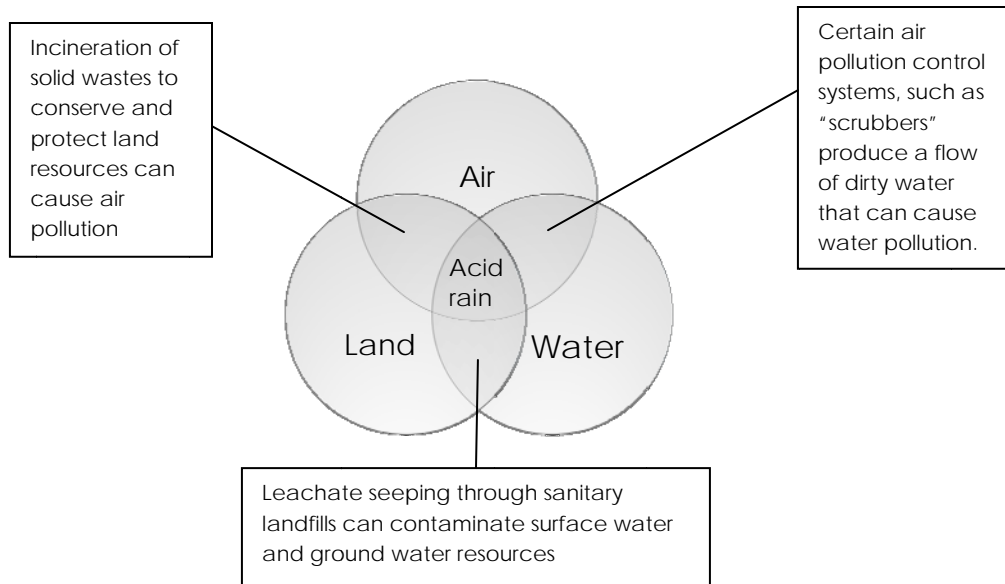 Incineration of
solid wastes to
conserve and
protect land
resources can
cause air
pollution
Certain air
pollution control
systems, such as
“scrubbers”
produce a flow
of dirty water
that can cause
water pollution.
Air
Acid
rain
Land
Water
Leachate seeping through sanitary
landfills can contaminate surface water
and ground water resources